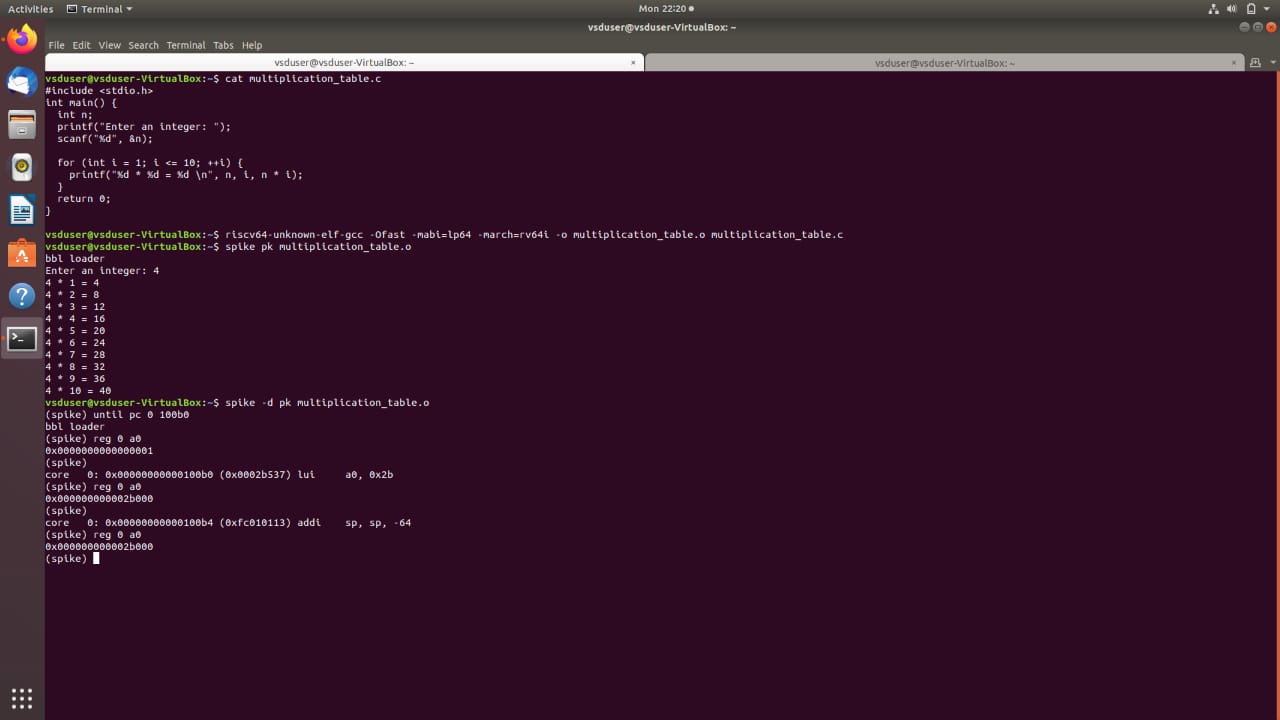 Activities Terminal Mon 22:20
vsduser@vsduser-VirtualBox: ~
File Edit View Search Terminal Tabs Help
vsduser@vsduser-VirtualBox: ~ × vsduser@vsduser-VirtualBox: ~ ×
vsduser@vsduser-VirtualBox:~$ cat multiplication_table.c
#include <stdio.h>
int main() {
  int n;
  printf("Enter an integer: ");
  scanf("%d", &n);

  for (int i = 1; i <= 10; ++i) {
    printf("%d * %d = %d \n", n, i, n * i);
  }
  return 0;
}

vsduser@vsduser-VirtualBox:~$ riscv64-unknown-elf-gcc -Ofast -mabi=lp64 -march=rv64i -o multiplication_table.o multiplication_table.c
vsduser@vsduser-VirtualBox:~$ spike pk multiplication_table.o
bbl loader
Enter an integer: 4
4 * 1 = 4
4 * 2 = 8
4 * 3 = 12
4 * 4 = 16
4 * 5 = 20
4 * 6 = 24
4 * 7 = 28
4 * 8 = 32
4 * 9 = 36
4 * 10 = 40
vsduser@vsduser-VirtualBox:~$ spike -d pk multiplication_table.o
(spike) until pc 0 100b0
bbl loader
(spike) reg 0 a0
0x0000000000000001
(spike)
core   0: 0x00000000000100b0 (0x0002b537) lui     a0, 0x2b
(spike) reg 0 a0
0x000000000002b000
(spike)
core   0: 0x00000000000100b4 (0xfc010113) addi    sp, sp, -64
(spike) reg 0 a0
0x000000000002b000
(spike)